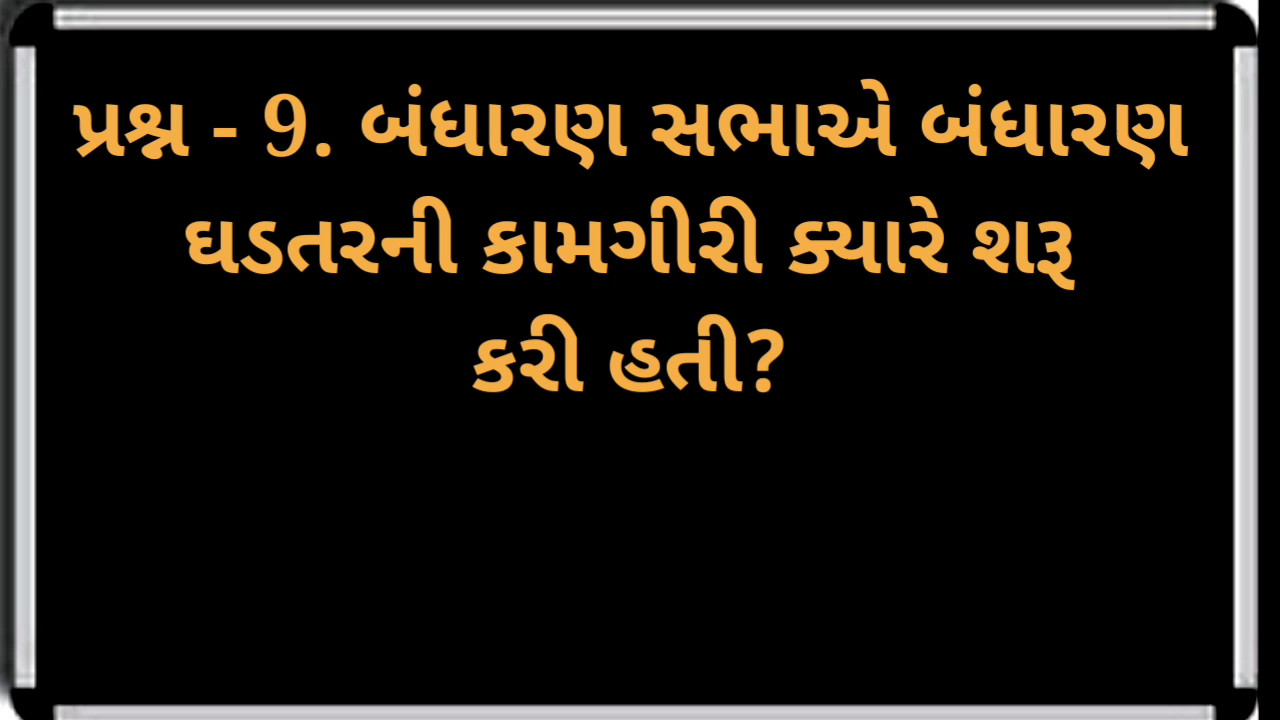 પ્રશ્ન - 9. બંધારણ સભાએ બંધારણ
ઘડતરની કામગીરી ક્યારે શરૂ
કરી હતી?